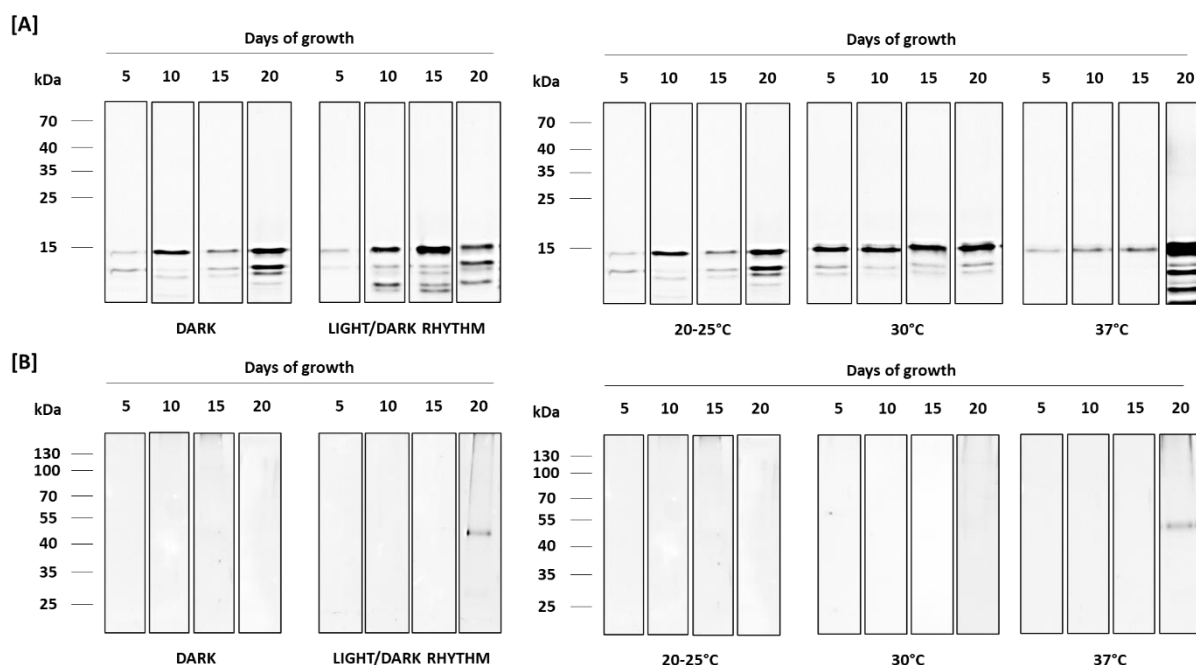 [A]
Days of growth
Days of growth
kDa 5 10 15 20 5 10 15 20
kDa 5 10 15 20 5 10 15 20 5 10 15 20
70
40
35
25
15
70
40
35
25
15
DARK LIGHT/DARK RHYTHM
20-25°C 30°C 37°C
[B]
Days of growth
Days of growth
kDa 5 10 15 20 5 10 15 20
kDa 5 10 15 20 5 10 15 20 5 10 15 20
130
100
70
55
40
35
25
130
100
70
55
40
35
25
DARK LIGHT/DARK RHYTHM
20-25°C 30°C 37°C